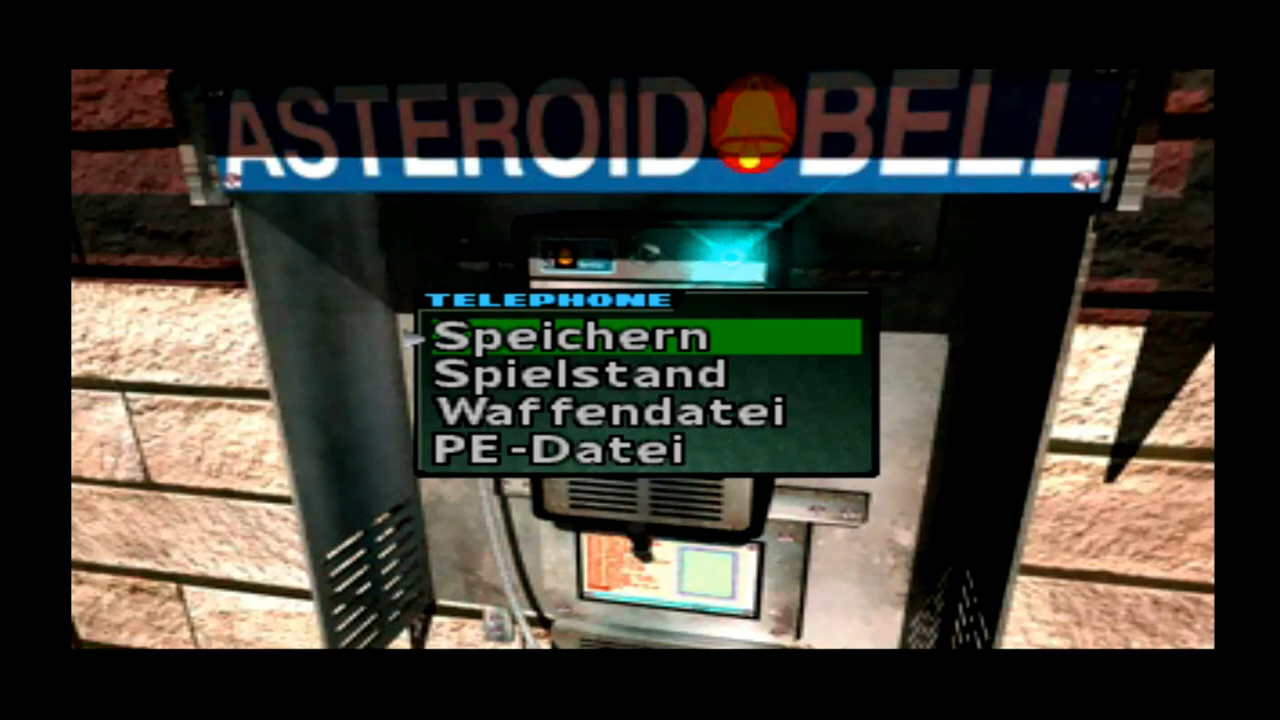 ASTEROID BELL
TELEPHONE
Speichern
Spielstand
Waffendatei
PE-Datei